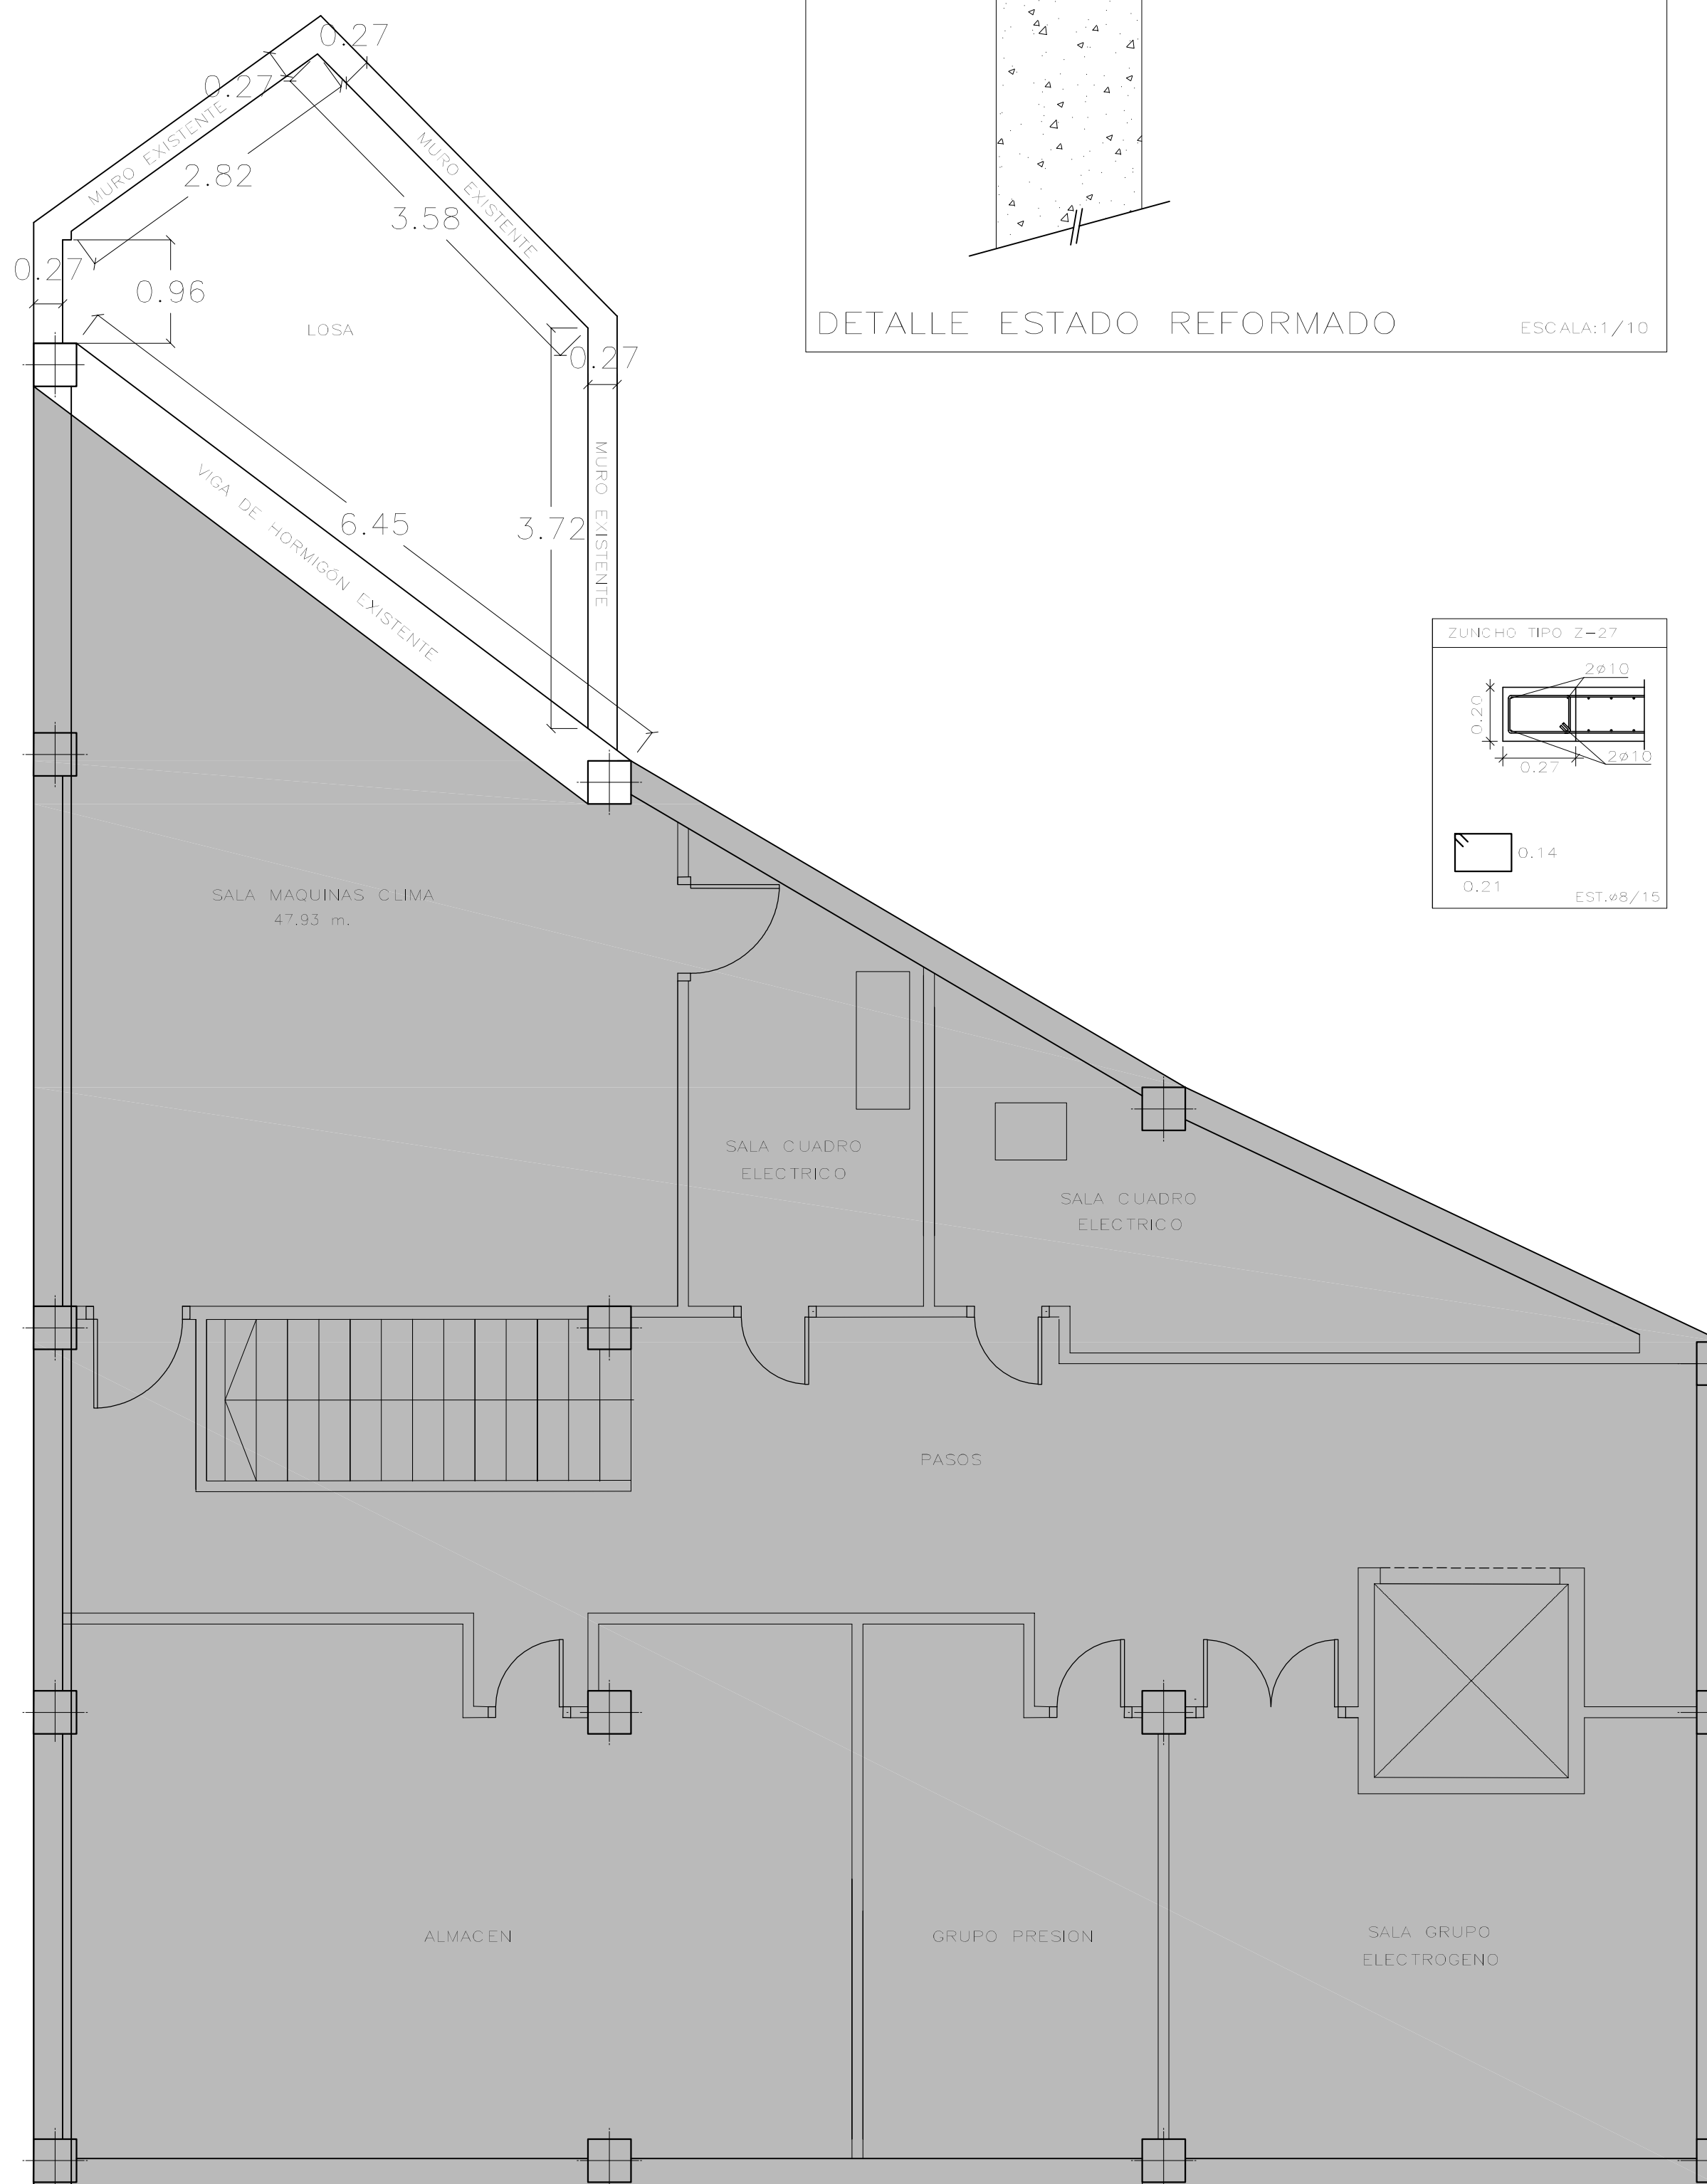 0.27
0.27
MURO EXISTENTE
MURO EXISTENTE
2.82
3.58
0.27
0.96
LOSA
DETALLE ESTADO REFORMADO
ESCALA:1/10
0.27
MURO EXISTENTE
VIGA DE HORMIGÓN EXISTENTE
6.45
3.72
ZUNCHO TIPO Z-27
2ø10
0.20
2ø10
0.27
0.14
0.21
EST.ø8/15
SALA MAQUINAS CLIMA
47.93 m.
SALA CUADRO
ELECTRICO
SALA CUADRO
ELECTRICO
PASOS
ALMACEN
GRUPO PRESION
SALA GRUPO
ELECTROGENO